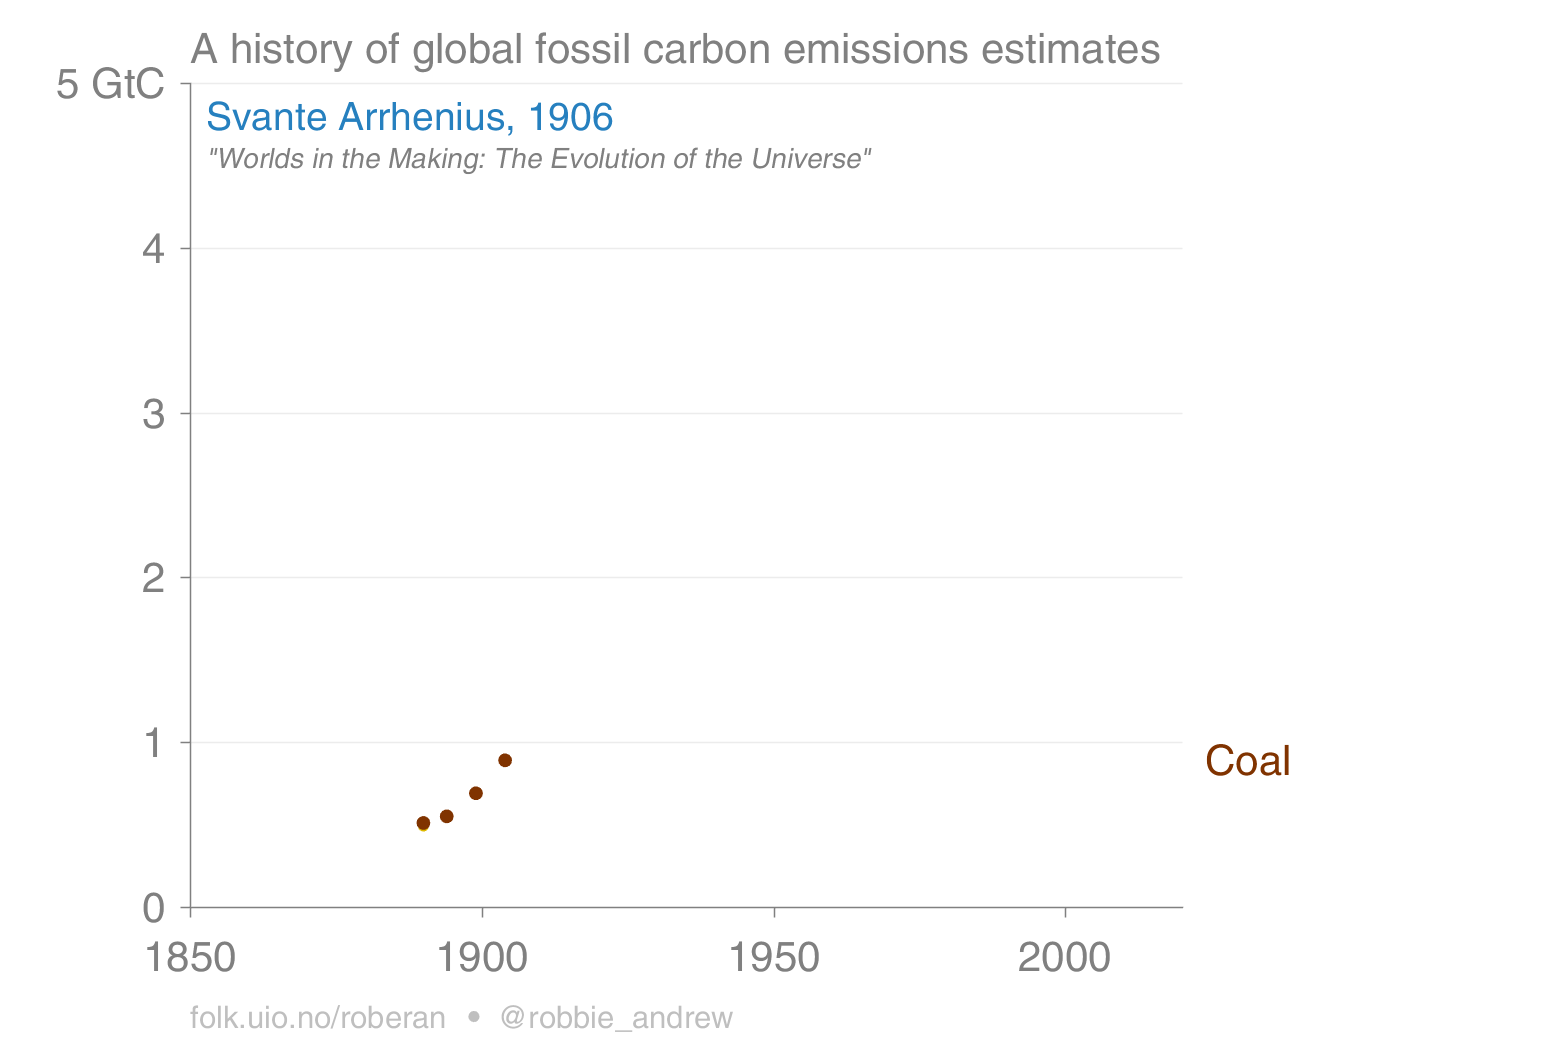 A history of global fossil carbon emissions estimates
5 GtC
Svante Arrhenius, 1906
"Worlds in the Making: The Evolution of the Universe"
4
3
2
1
Coal
0
1850 1900 1950 2000
folk.uio.no/roberan • @robbie_andrew